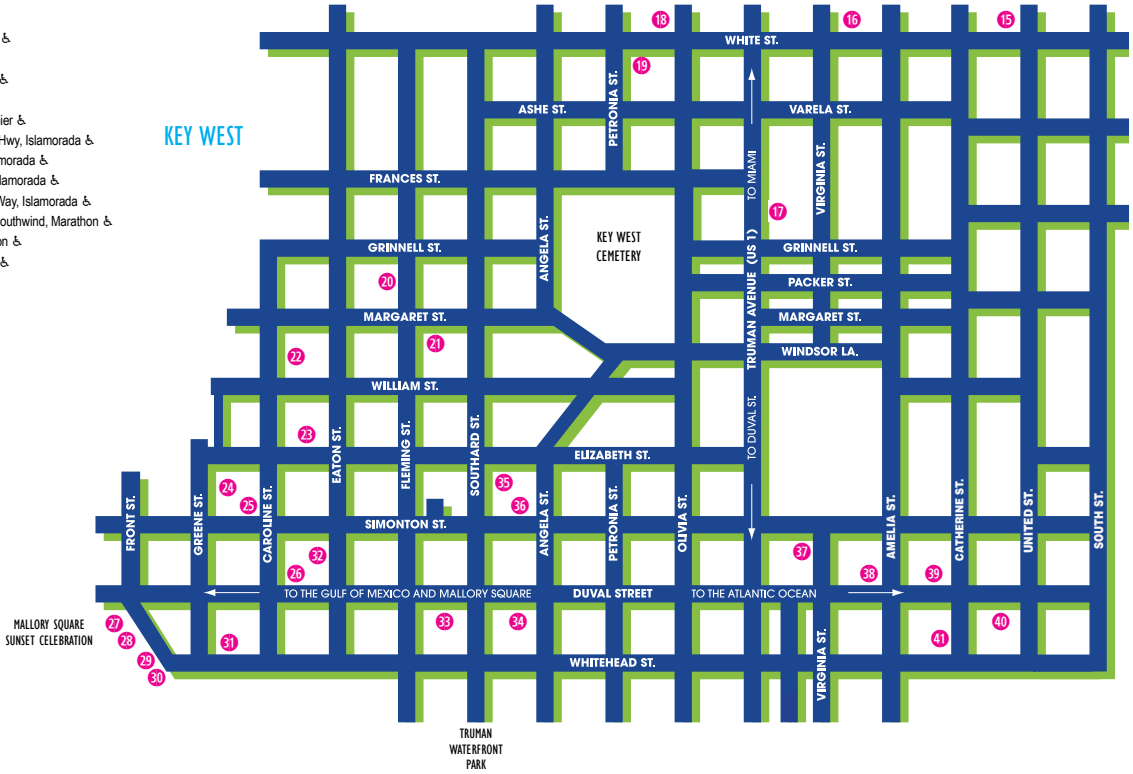 ♿
♿
ier ♿
Hwy, Islamorada ♿
morada ♿
lamorada ♿
Way, Islamorada ♿
outhwind, Marathon ♿
on ♿
♿
KEY WEST
18
16
15
WHITE ST.
19
PETRONIA ST.
ASHE ST.
VARELA ST.
TO MIAMI
VIRGINIA ST.
FRANCES ST.
17
KEY WEST
CEMETERY
ANGELA ST.
GRINNELL ST.
GRINNELL ST.
TRUMAN AVENUE (US 1)
20
PACKER ST.
MARGARET ST.
MARGARET ST.
21
22
WINDSOR LA.
WILLIAM ST.
TO DUVAL ST.
23
EATON ST.
FLEMING ST.
SOUTHARD ST.
ELIZABETH ST.
24
25
35
36
FRONT ST.
GREENE ST.
CAROLINE ST.
SIMONTON ST.
ANGELA ST.
PETRONIA ST.
OLIVIA ST.
AMELIA ST.
CATHERINE ST.
UNITED ST.
SOUTH ST.
32
37
26
38
39
TO THE GULF OF MEXICO AND MALLORY SQUARE
DUVAL STREET
TO THE ATLANTIC OCEAN
MALLORY SQUARE
SUNSET CELEBRATION
27
28
29
30
31
33
34
40
41
WHITEHEAD ST.
VIRGINIA ST.
TRUMAN
WATERFRONT
PARK